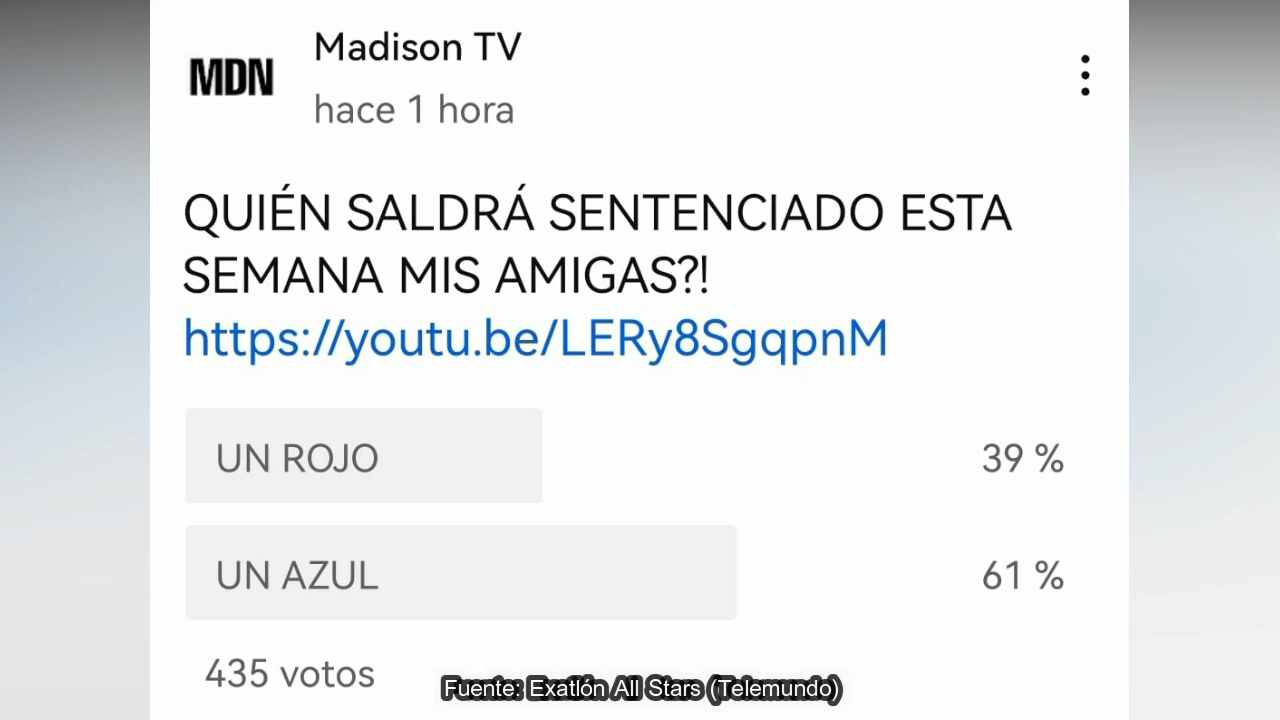 MDN
Madison TV
hace 1 hora
QUIÉN SALDRÁ SENTENCIADO ESTA
SEMANA MIS AMIGAS?!
https://youtu.be/LERy8SgqpnM
UN ROJO 39 %
UN AZUL 61 %
435 votos
Fuente: Exatlón All Stars (Telemundo)